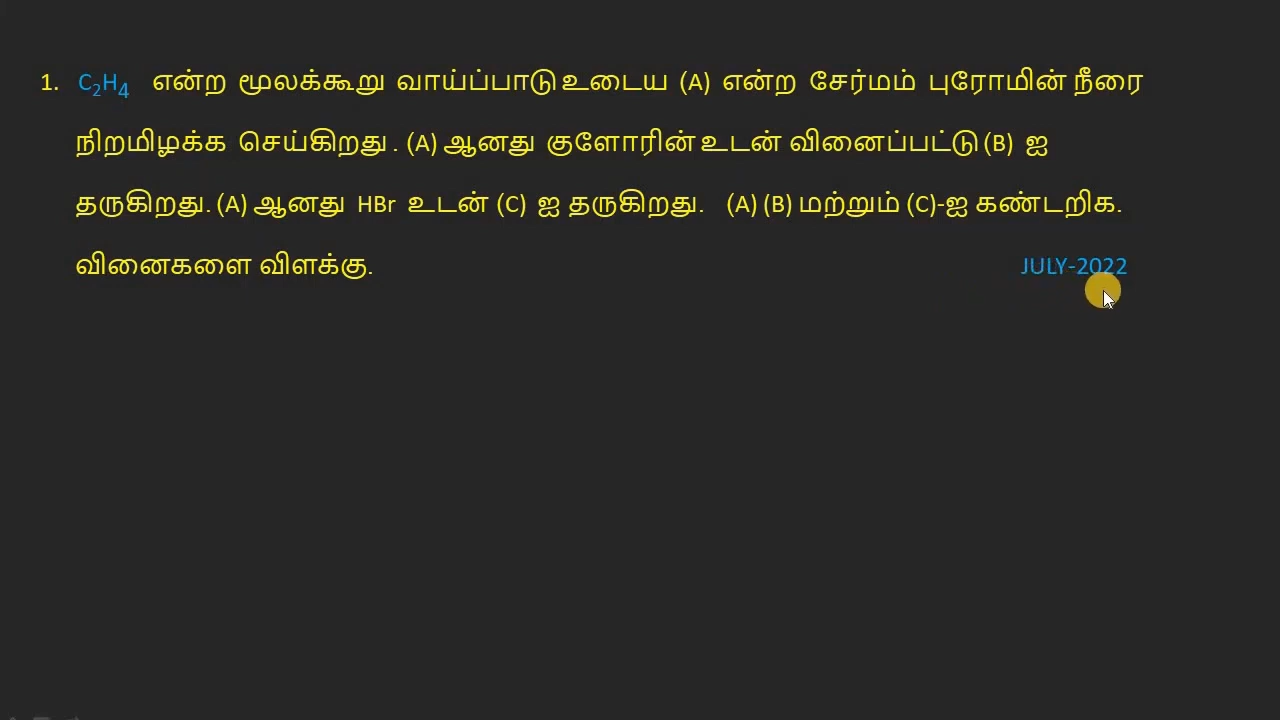 1. C₂H₄ என்ற மூலக்கூறு வாய்ப்பாடு உடைய (A) என்ற சேர்மம் புரோமின் நீரை
நிறமிழக்க செய்கிறது . (A) ஆனது குளோரின் உடன் வினைப்பட்டு (B) ஐ
தருகிறது. (A) ஆனது HBr உடன் (C) ஐ தருகிறது. (A) (B) மற்றும் (C)-ஐ கண்டறிக.
வினைகளை விளக்கு. JULY-2022